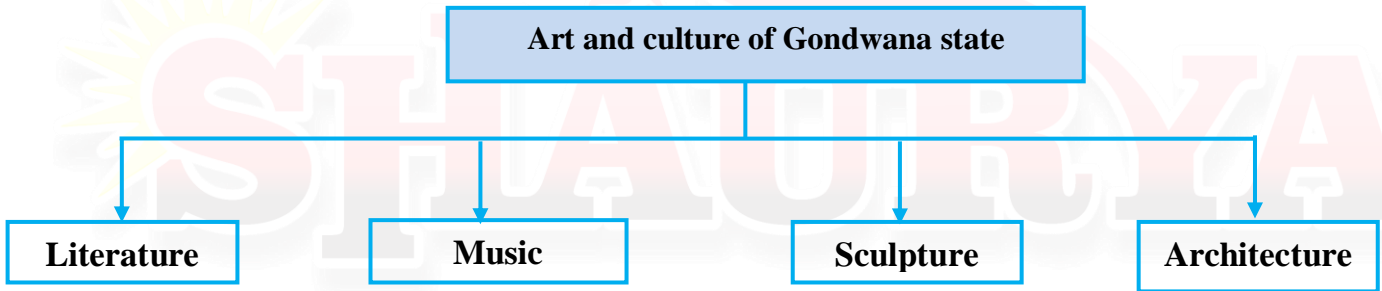 SHAURYA
Art and culture of Gondwana state
Literature
Music
Sculpture
Architecture